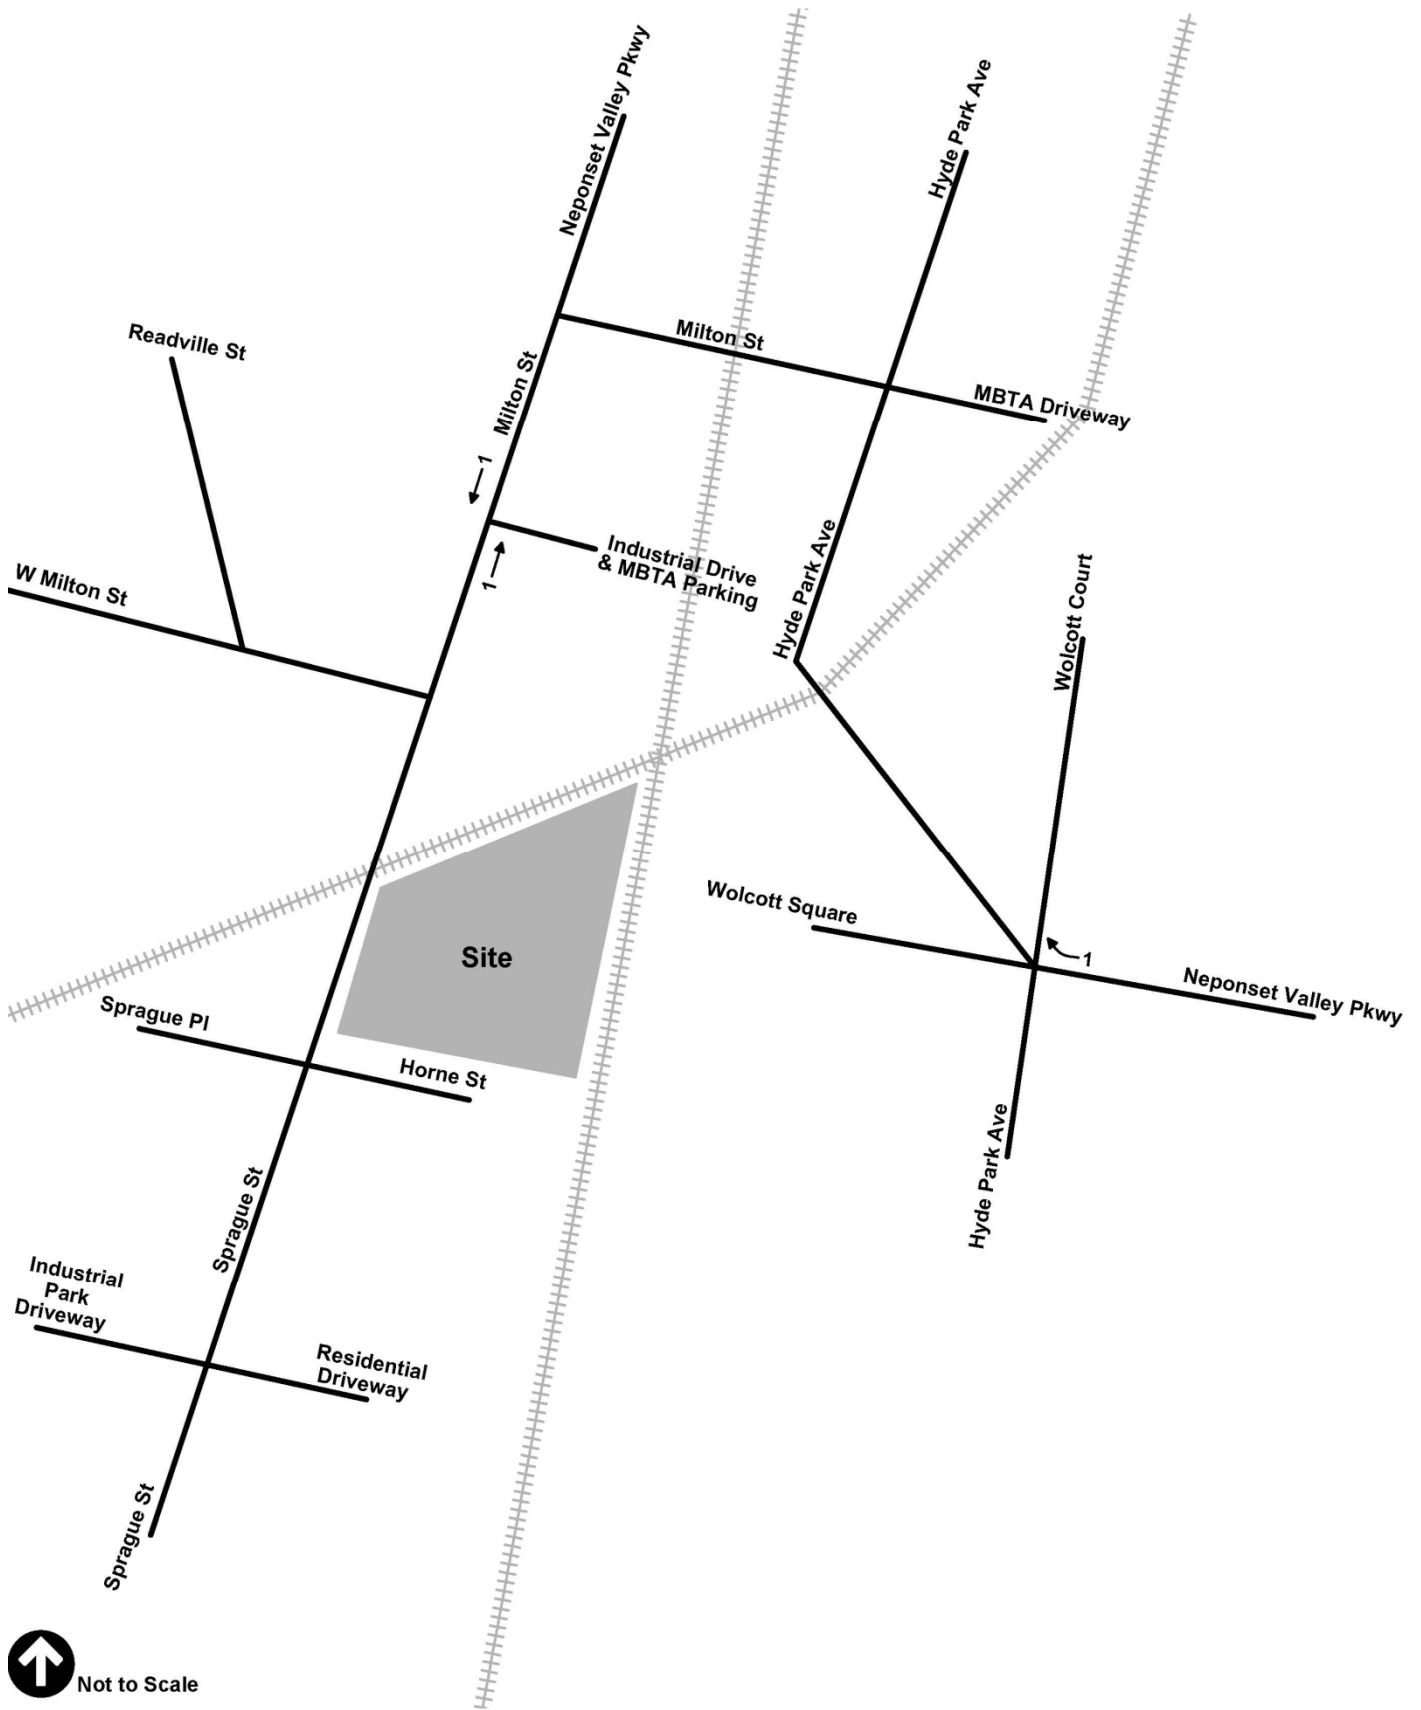 Neponset Valley Pkwy
Hyde Park Ave
Milton St
Readville St
Milton St
MBTA Driveway
1
1
Industrial Drive
& MBTA Parking
Hyde Park Ave
W Milton St
Wolcott Court
Wolcott Square
Site
1
Neponset Valley Pkwy
Sprague Pl
Horne St
Hyde Park Ave
Sprague St
Industrial
Park
Driveway
Residential
Driveway
Sprague St
Not to Scale